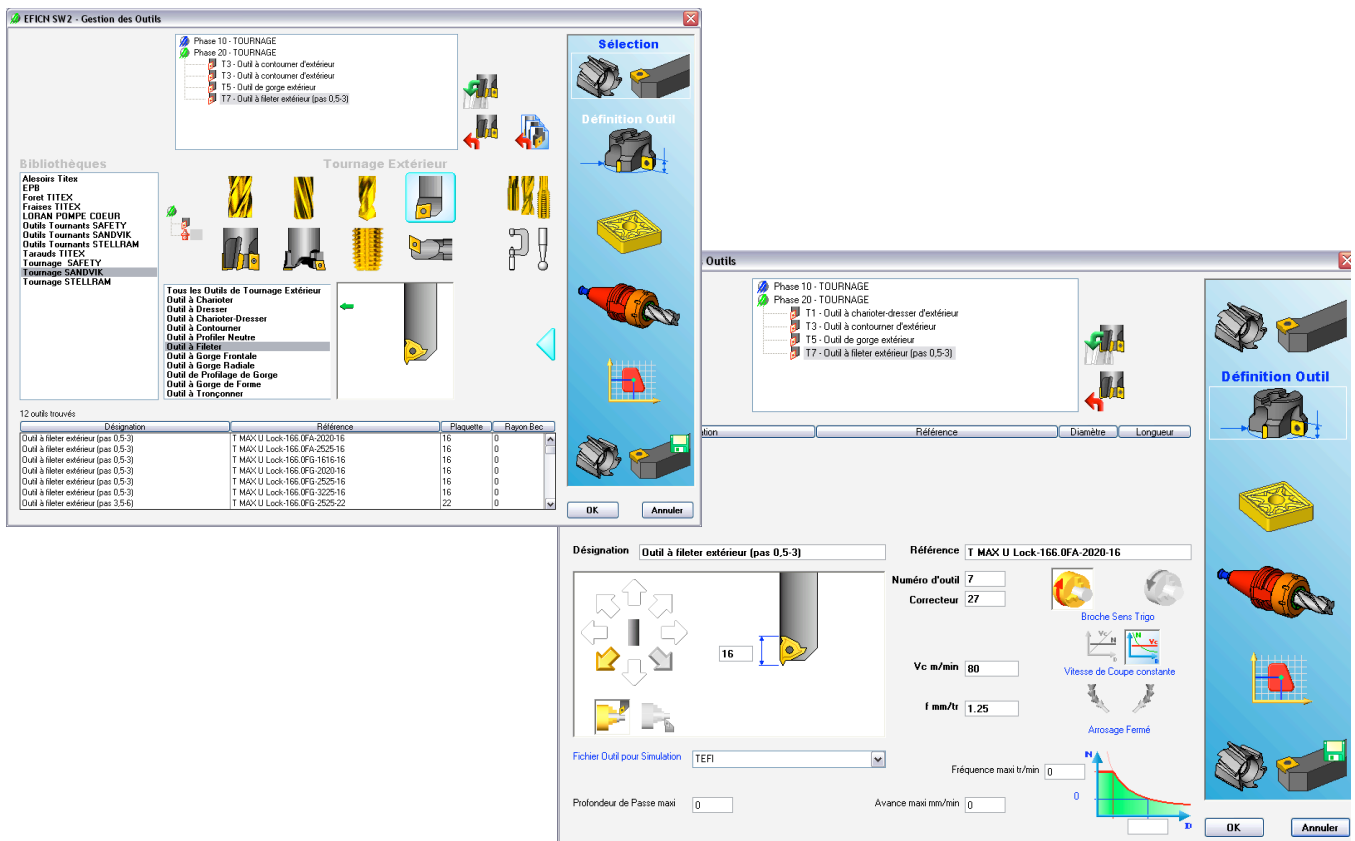 EFICN SW2 - Gestion des Outils
Phase 10 - TOURNAGE
Phase 20 - TOURNAGE
T3 - Outil à contourner d'extérieur
T3 - Outil à contourner d'extérieur
T5 - Outil de gorge extérieur
T7 - Outil à fileter extérieur (pas 0,5-3)
Sélection
Définition Outil
Bibliothèques
Tournage Extérieur
Alesoirs Titex
EPB
Foret TITEX
Fraises TITEX
LORAN POMPE COEUR
Outils Tournants SAFETY
Outils Tournants SANDVIK
Outils Tournants STELLRAM
Tarauds TITEX
Tournage SAFETY
Tournage SANDVIK
Tournage STELLRAM
Tous les Outils de Tournage Extérieur
Outil à Charioter
Outil à Dresser
Outil à Charioter-Dresser
Outil à Contourner
Outil à Profiler Neutre
Outil à Fileter
Outil à Gorge Frontale
Outil à Gorge Radiale
Outil de Profilage de Gorge
Outil à Gorge de Forme
Outil à Tronçonner
12 outils trouvés
Désignation Référence Plaquette Rayon Bec
Outil à fileter extérieur (pas 0,5-3) T MAX U Lock-166.0FA-2020-16 16 0
Outil à fileter extérieur (pas 0,5-3) T MAX U Lock-166.0FA-2525-16 16 0
Outil à fileter extérieur (pas 0,5-3) T MAX U Lock-166.0FG-1616-16 16 0
Outil à fileter extérieur (pas 0,5-3) T MAX U Lock-166.0FG-2020-16 16 0
Outil à fileter extérieur (pas 0,5-3) T MAX U Lock-166.0FG-2525-16 16 0
Outil à fileter extérieur (pas 0,5-3) T MAX U Lock-166.0FG-3225-16 16 0
Outil à fileter extérieur (pas 3,5-6) T MAX U Lock-166.0FG-2525-22 22 0
OK Annuler
Outils
Phase 10 - TOURNAGE
Phase 20 - TOURNAGE
T1 - Outil à charioter-dresser d'extérieur
T3 - Outil à contourner d'extérieur
T5 - Outil de gorge extérieur
T7 - Outil à fileter extérieur (pas 0,5-3)
Définition Outil
Référence Diamètre Longueur
Désignation Outil à fileter extérieur (pas 0,5-3) Référence T MAX U Lock-166.0FA-2020-16
Numéro d'outil 7
Correcteur 27
Broche Sens Trigo
16
Vc N D N Vc D
Vc m/min 80
Vitesse de Coupe constante
f mm/tr 1.25
Arrosage Fermé
Fichier Outil pour Simulation TEFI
Fréquence maxi tr/min 0
N
0
Profondeur de Passe maxi 0
Avance maxi mm/min 0
D
OK Annuler